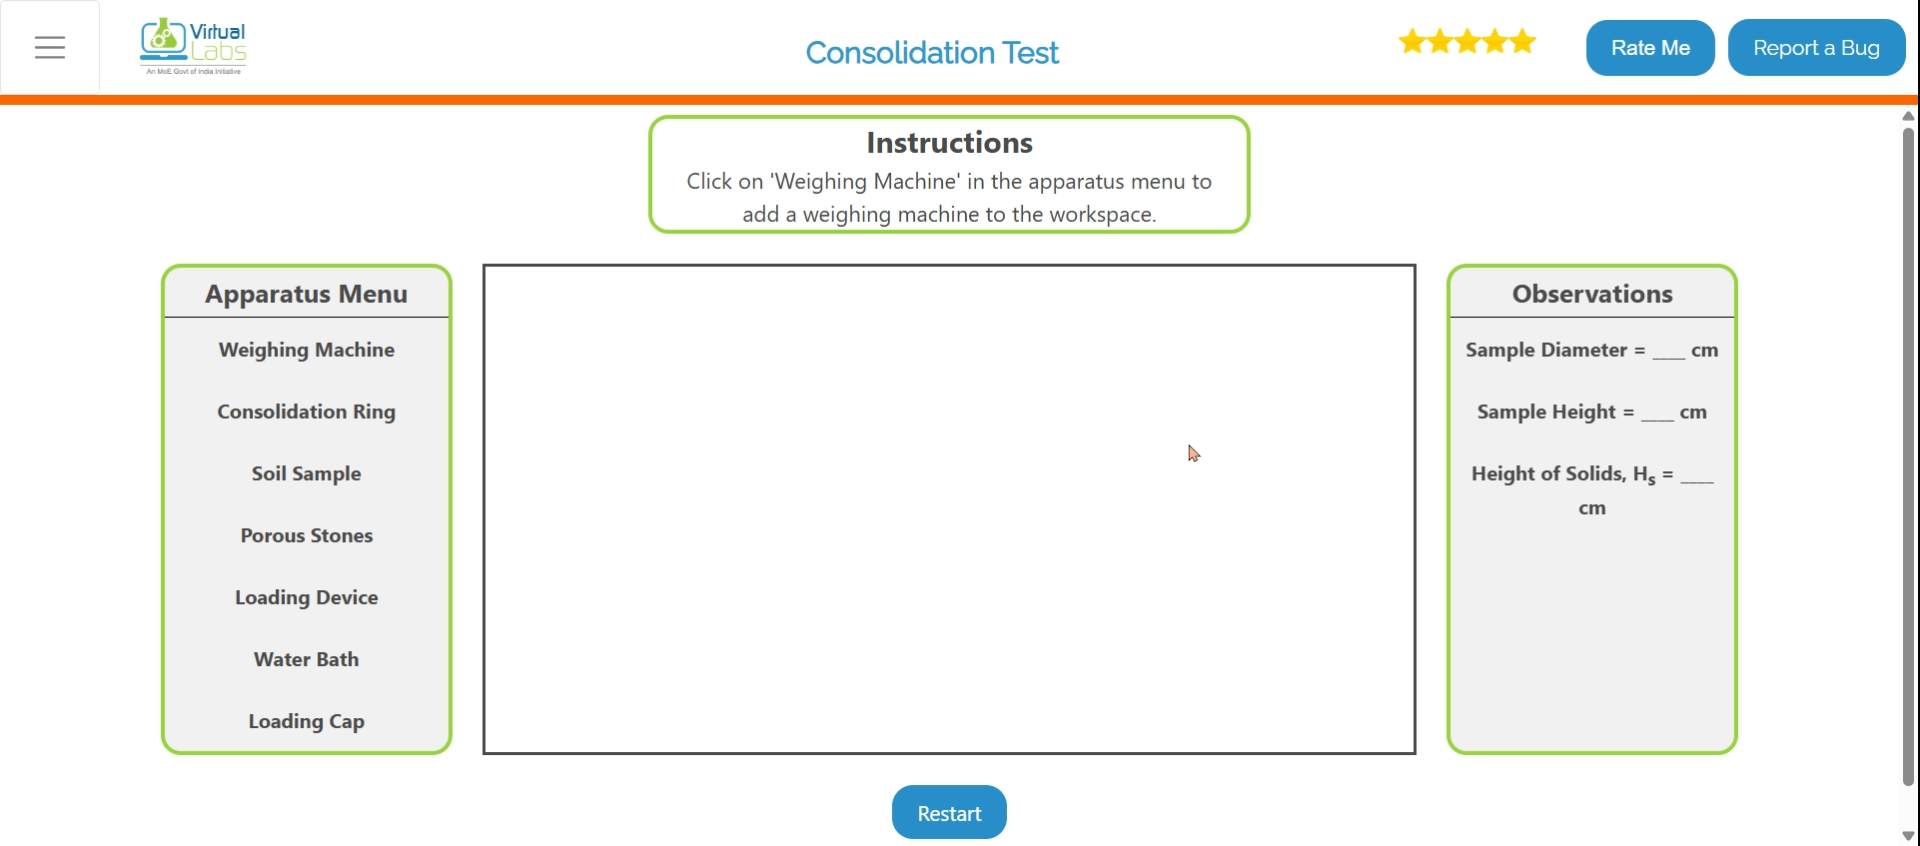 Virtual
Labs
An MoE Govt of India Initiative
Consolidation Test
Rate Me
Report a Bug
Instructions
Click on 'Weighing Machine' in the apparatus menu to
add a weighing machine to the workspace.
Apparatus Menu
Weighing Machine
Consolidation Ring
Soil Sample
Porous Stones
Loading Device
Water Bath
Loading Cap
Observations
Sample Diameter = ___ cm
Sample Height = ___ cm
Height of Solids, Hs = ___
cm
Restart